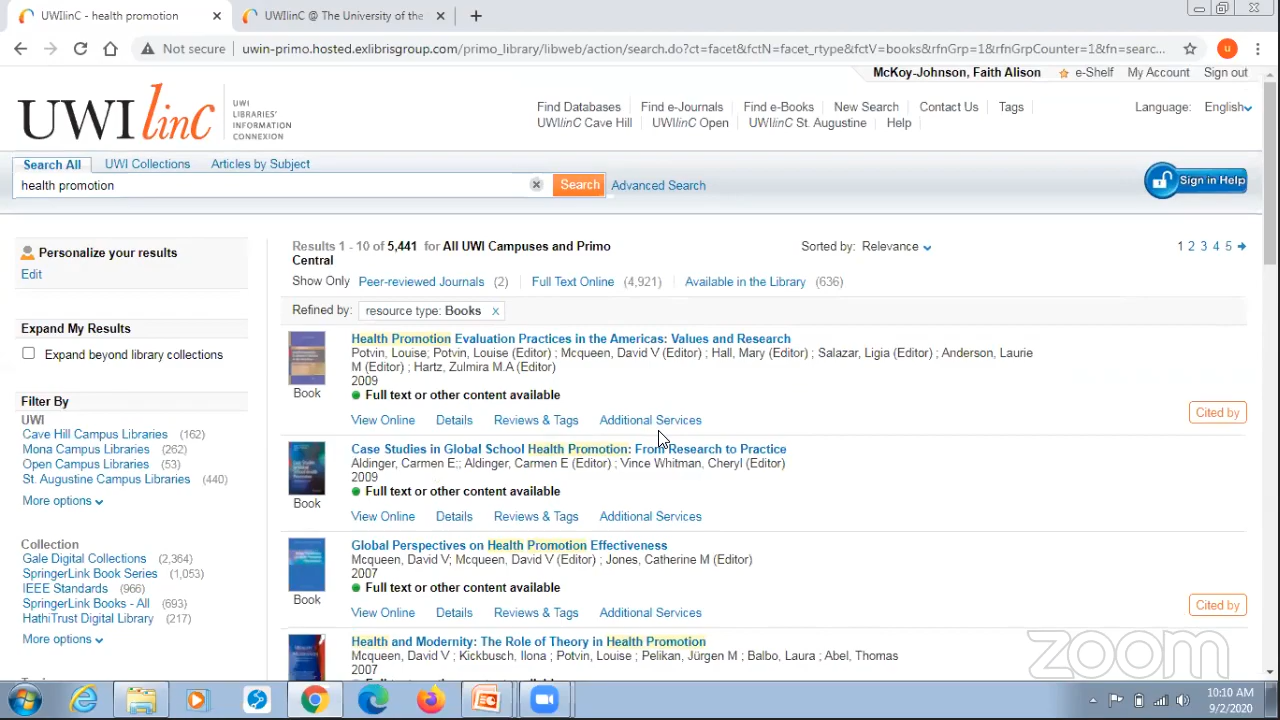 UWIlinC - health promotion
UWIlinC @ The University of the
Not secure uwin-primo.hosted.exlibrisgroup.com/primo_library/libweb/action/search.do?ct=facet&fctN=facet_rtype&fctV=books&rfnGrp=1&rfnGrpCounter=1&fn=searc...
u
McKoy-Johnson, Faith Alison e-Shelf My Account Sign out
UWIlinC
UWI
LIBRARIES'
INFORMATION
CONNEXION
Find Databases Find e-Journals Find e-Books New Search Contact Us Tags
UWIlinC Cave Hill UWIlinC Open UWIlinC St. Augustine Help
Language: English
Search All UWI Collections Articles by Subject
health promotion
Search Advanced Search
Sign in Help
Personalize your results
Edit
Expand My Results
Expand beyond library collections
Filter By
UWI
Cave Hill Campus Libraries (162)
Mona Campus Libraries (262)
Open Campus Libraries (53)
St. Augustine Campus Libraries (440)
More options
Collection
Gale Digital Collections (2,364)
SpringerLink Book Series (1,053)
IEEE Standards (966)
SpringerLink Books - All (693)
HathiTrust Digital Library (217)
More options
Results 1 - 10 of 5,441 for All UWI Campuses and Primo
Central
Sorted by: Relevance
1 2 3 4 5
Show Only Peer-reviewed Journals (2) Full Text Online (4,921) Available in the Library (636)
Refined by: resource type: Books x
Health Promotion Evaluation Practices in the Americas: Values and Research
Potvin, Louise; Potvin, Louise (Editor) ; Mcqueen, David V (Editor) ; Hall, Mary (Editor) ; Salazar, Ligia (Editor) ; Anderson, Laurie
M (Editor) ; Hartz, Zulmira M.A (Editor)
2009
Book
Full text or other content available
View Online Details Reviews & Tags Additional Services
Cited by
Case Studies in Global School Health Promotion: From Research to Practice
Aldinger, Carmen E;; Aldinger, Carmen E (Editor) ; Vince Whitman, Cheryl (Editor)
2009
Full text or other content available
Book
View Online Details Reviews & Tags Additional Services
Global Perspectives on Health Promotion Effectiveness
Mcqueen, David V; Mcqueen, David V (Editor) ; Jones, Catherine M (Editor)
2007
Full text or other content available
Book
View Online Details Reviews & Tags Additional Services
Cited by
Health and Modernity: The Role of Theory in Health Promotion
Mcqueen, David V ; Kickbusch, Ilona ; Potvin, Louise ; Pelikan, Jürgen M ; Balbo, Laura ; Abel, Thomas
2007
zoom
10:10 AM
9/2/2020